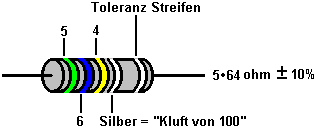 Toleranz Streifen
5 4
5•64 ohm ± 10%
6 Silber = "Kluft von 100"